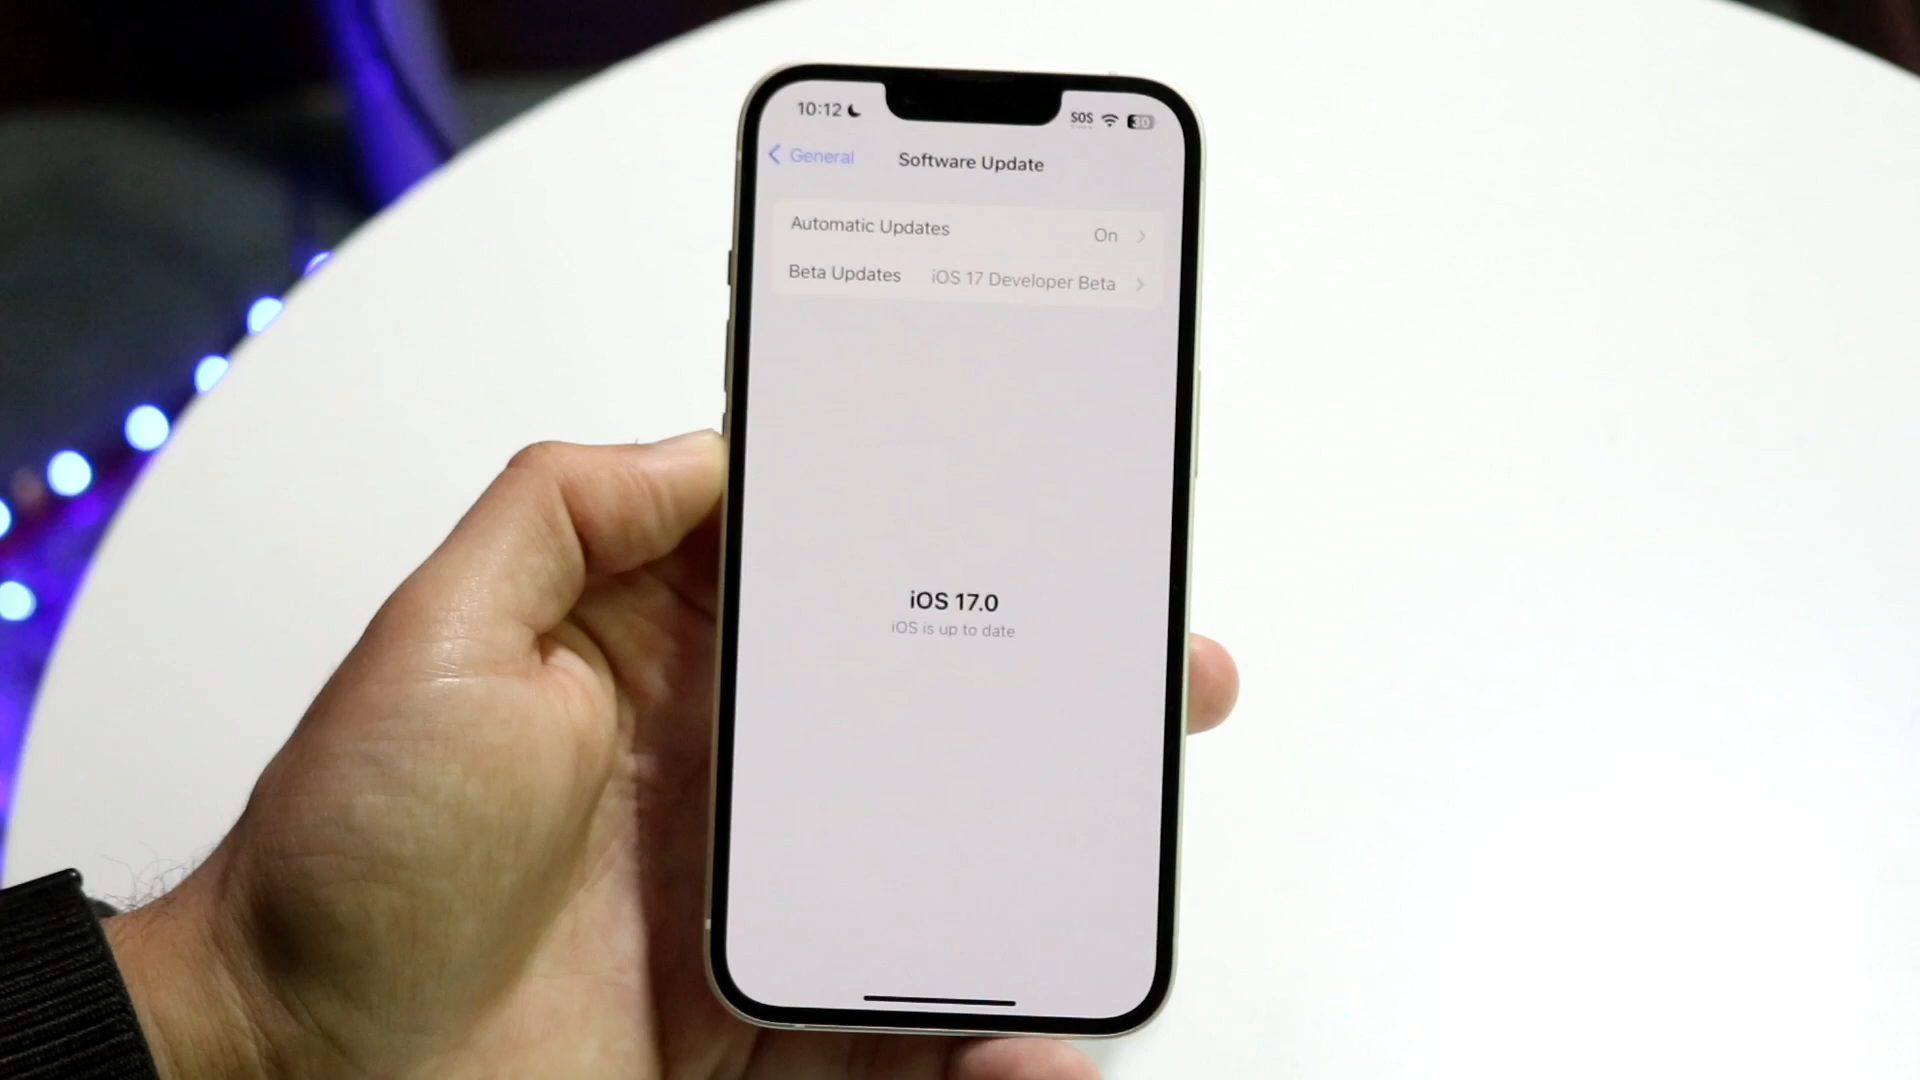 10:12 SOS 30
General Software Update
Automatic Updates On
Beta Updates iOS 17 Developer Beta
iOS 17.0
iOS is up to date